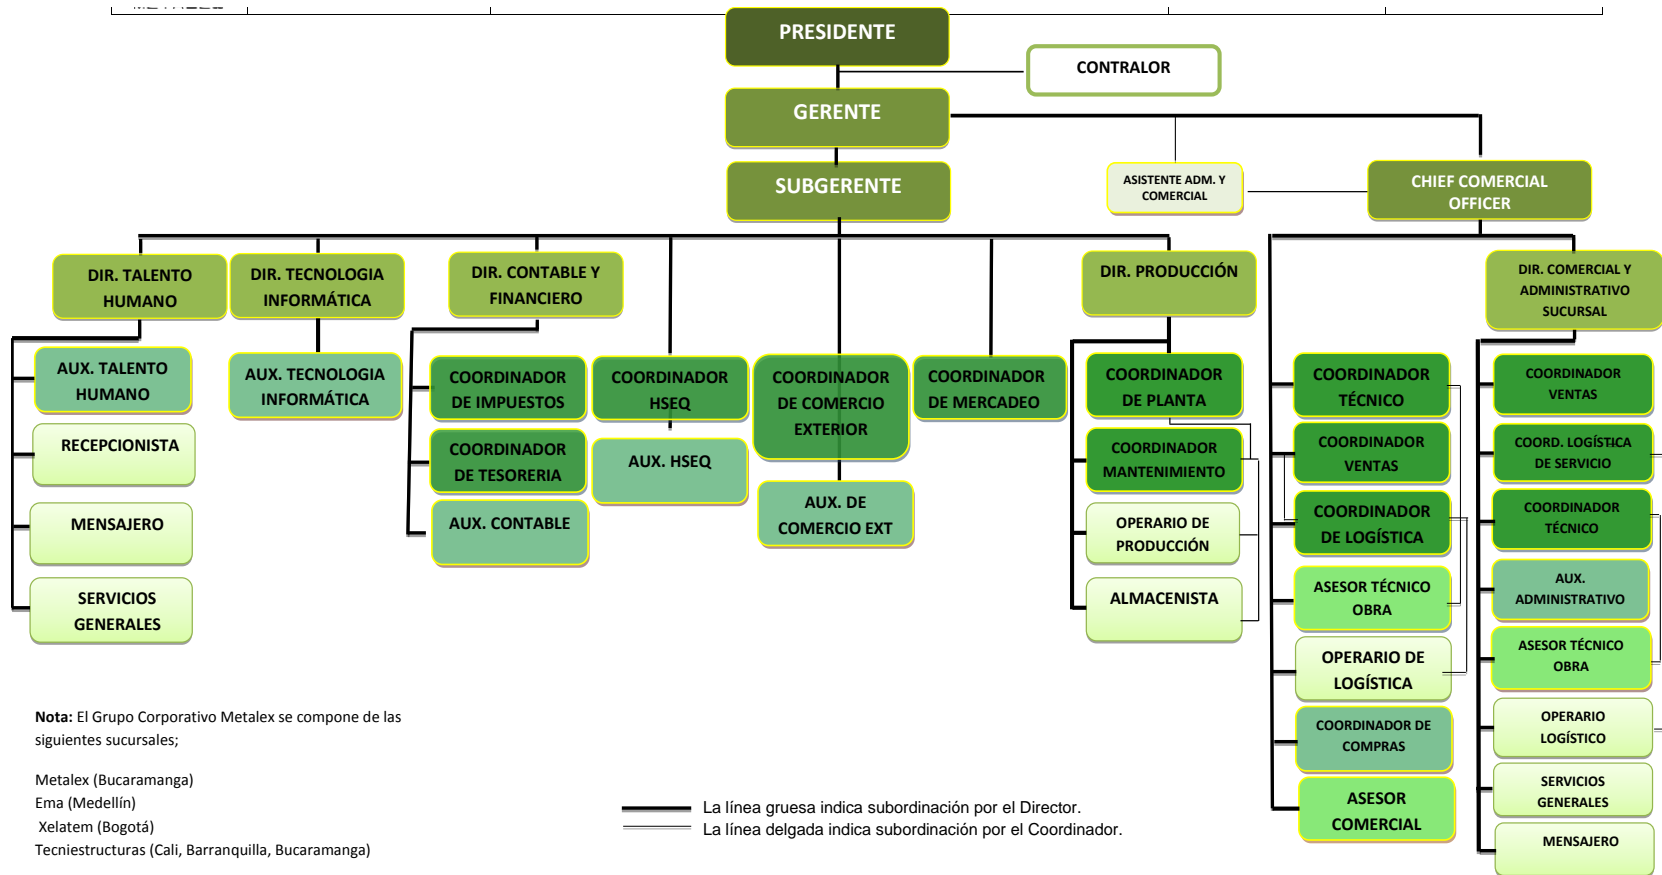 PRESIDENTE
CONTRALOR
GERENTE
SUBGERENTE
ASISTENTE ADM. Y
COMERCIAL
CHIEF COMERCIAL
OFFICER
DIR. TALENTO
HUMANO
DIR. TECNOLOGIA
INFORMÁTICA
DIR. CONTABLE Y
FINANCIERO
DIR. PRODUCCIÓN
DIR. COMERCIAL Y
ADMINISTRATIVO
SUCURSAL
AUX. TALENTO
HUMANO
RECEPCIONISTA
MENSAJERO
SERVICIOS
GENERALES
AUX. TECNOLOGIA
INFORMÁTICA
COORDINADOR
DE IMPUESTOS
COORDINADOR
DE TESORERIA
AUX. CONTABLE
COORDINADOR
HSEQ
AUX. HSEQ
COORDINADOR
DE COMERCIO
EXTERIOR
AUX. DE
COMERCIO EXT
COORDINADOR
DE MERCADEO
COORDINADOR
DE PLANTA
COORDINADOR
MANTENIMIENTO
OPERARIO DE
PRODUCCIÓN
ALMACENISTA
COORDINADOR
TÉCNICO
COORDINADOR
VENTAS
COORDINADOR
DE LOGÍSTICA
ASESOR TÉCNICO
OBRA
OPERARIO DE
LOGÍSTICA
COORDINADOR DE
COMPRAS
ASESOR
COMERCIAL
COORDINADOR
VENTAS
COORD. LOGÍSTICA
DE SERVICIO
COORDINADOR
TÉCNICO
AUX.
ADMINISTRATIVO
ASESOR TÉCNICO
OBRA
OPERARIO
LOGÍSTICO
SERVICIOS
GENERALES
MENSAJERO
Nota: El Grupo Corporativo Metalex se compone de las
siguientes sucursales;
Metalex (Bucaramanga)
Ema (Medellín)
Xelatem (Bogotá)
Tecniestructuras (Cali, Barranquilla, Bucaramanga)
La línea gruesa indica subordinación por el Director.
La línea delgada indica subordinación por el Coordinador.